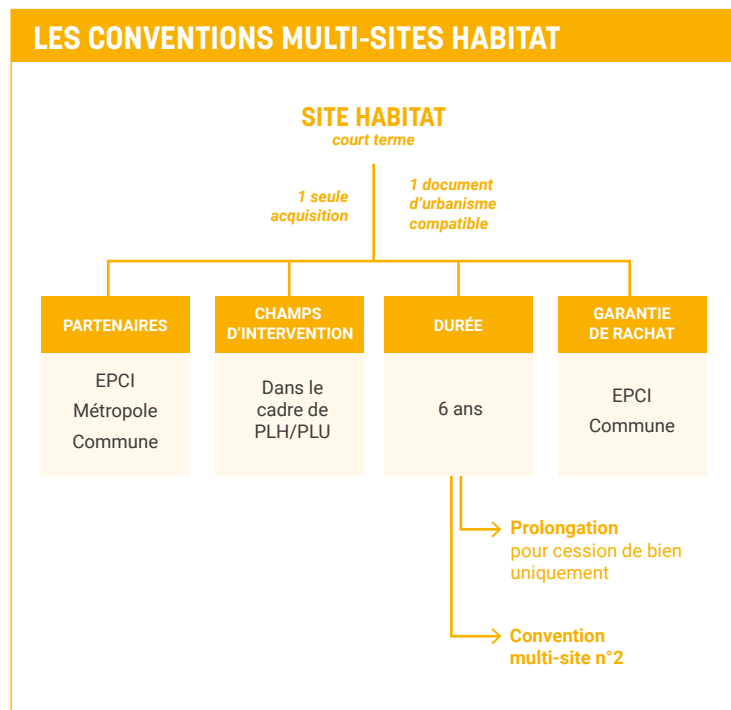 LES CONVENTIONS MULTI-SITES HABITAT
SITE HABITAT
court terme
1 seule
acquisition
1 document
d'urbanisme
compatible
PARTENAIRES
EPCI
Métropole
Commune
CHAMPS
D'INTERVENTION
Dans le
cadre de
PLH/PLU
DURÉE
6 ans
GARANTIE
DE RACHAT
EPCI
Commune
Prolongation
pour cession de bien
uniquement
Convention
multi-site n°2